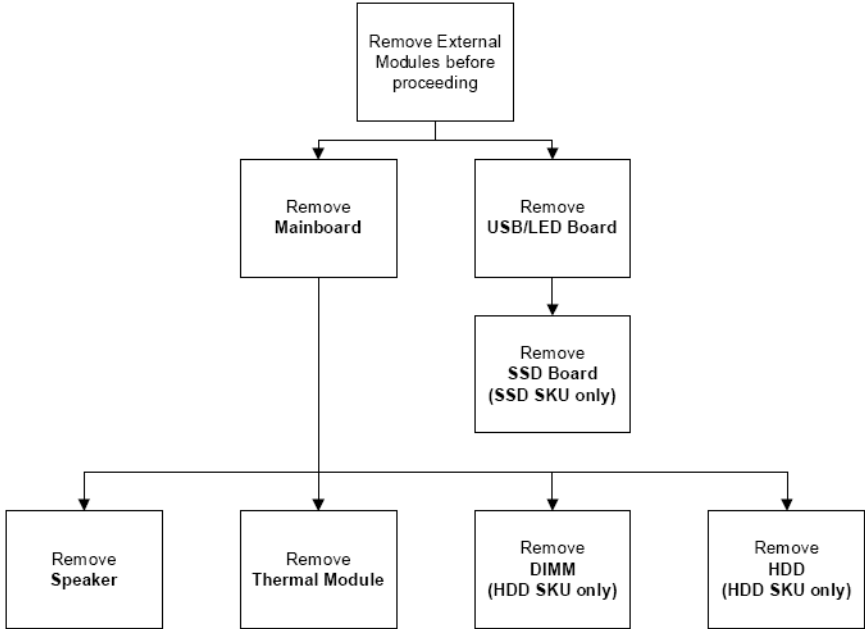 Remove External
Modules before
proceeding
Remove
Mainboard
Remove
USB/LED Board
Remove
SSD Board
(SSD SKU only)
Remove
Speaker
Remove
Thermal Module
Remove
DIMM
(HDD SKU only)
Remove
HDD
(HDD SKU only)